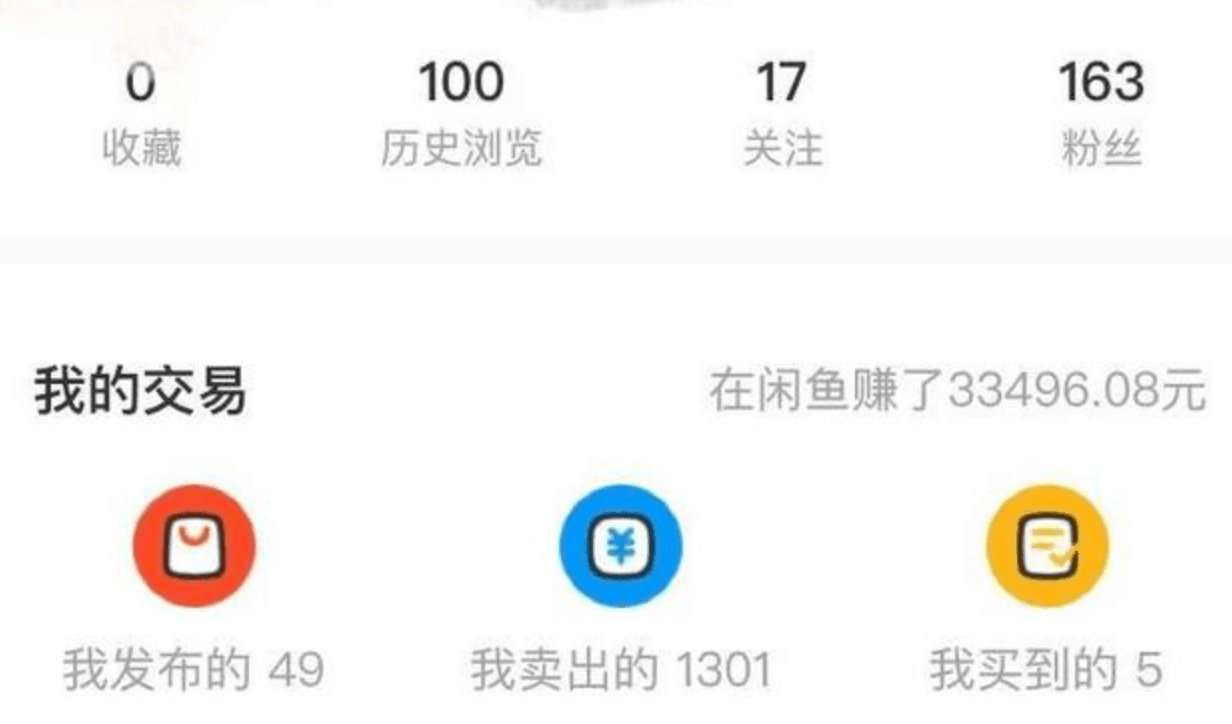 0 100 17 163
收藏 历史浏览 关注 粉丝
我的交易 在闲鱼赚了33496.08元
¥
我发布的 49 我卖出的 1301 我买到的 5